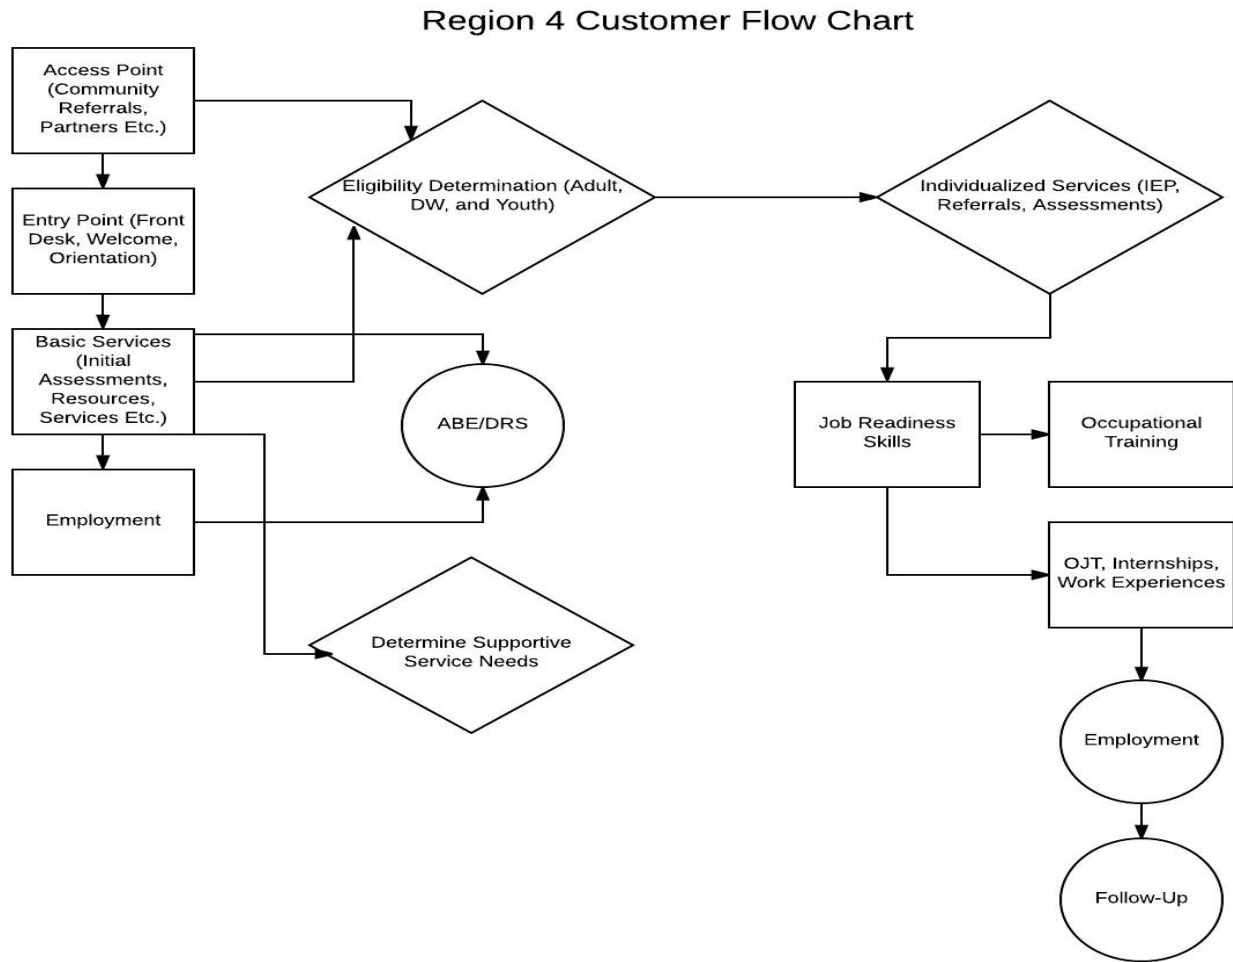 Region 4 Customer Flow Chart
Access Point
(Community
Referrals,
Partners Etc.)
Entry Point (Front
Desk, Welcome,
Orientation)
Basic Services
(Initial
Assessments,
Resources,
Services Etc.)
Employment
Eligibility Determination (Adult,
DW, and Youth)
ABE/DRS
Determine Supportive
Service Needs
Individualized Services (IEP,
Referrals, Assessments)
Job Readiness
Skills
Occupational
Training
OJT, Internships,
Work Experiences
Employment
Follow-Up